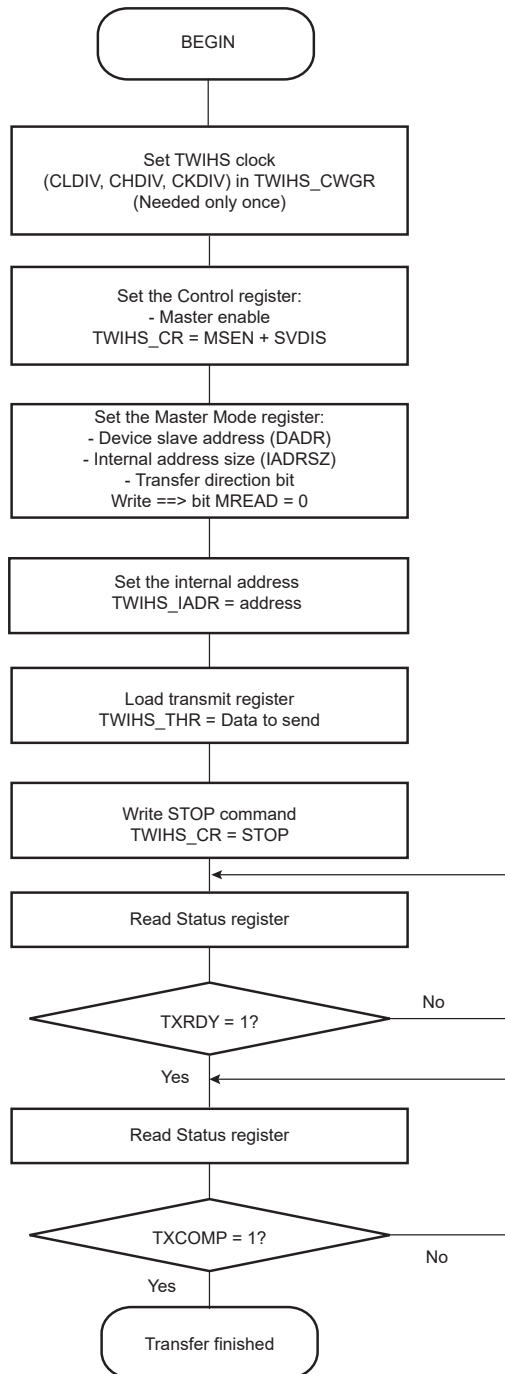 BEGIN
Set TWIHS clock
(CLDIV, CHDIV, CKDIV) in TWIHS_CWGR
(Needed only once)
Set the Control register:
- Master enable
TWIHS_CR = MSEN + SVDIS
Set the Master Mode register:
- Device slave address (DADR)
- Internal address size (IADRSZ)
- Transfer direction bit
Write ==> bit MREAD = 0
Set the internal address
TWIHS_IADR = address
Load transmit register
TWIHS_THR = Data to send
Write STOP command
TWIHS_CR = STOP
Read Status register
TXRDY = 1?
No
Yes
Read Status register
TXCOMP = 1?
No
Yes
Transfer finished